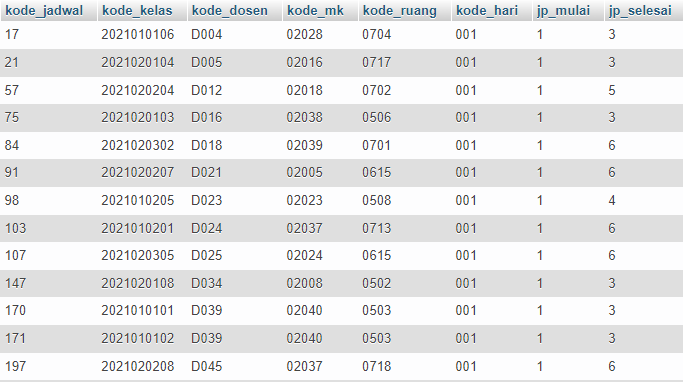 kode_jadwal kode_kelas kode_dosen kode_mk kode_ruang kode_hari jp_mulai jp_selesai
17 2021010106 D004 02028 0704 001 1 3
21 2021020104 D005 02016 0717 001 1 3
57 2021020204 D012 02018 0702 001 1 5
75 2021020103 D016 02038 0506 001 1 3
84 2021020302 D018 02039 0701 001 1 6
91 2021020207 D021 02005 0615 001 1 6
98 2021010205 D023 02023 0508 001 1 4
103 2021010201 D024 02037 0713 001 1 6
107 2021020305 D025 02024 0615 001 1 6
147 2021020108 D034 02008 0502 001 1 3
170 2021010101 D039 02040 0503 001 1 3
171 2021010102 D039 02040 0503 001 1 3
197 2021020208 D045 02037 0718 001 1 6